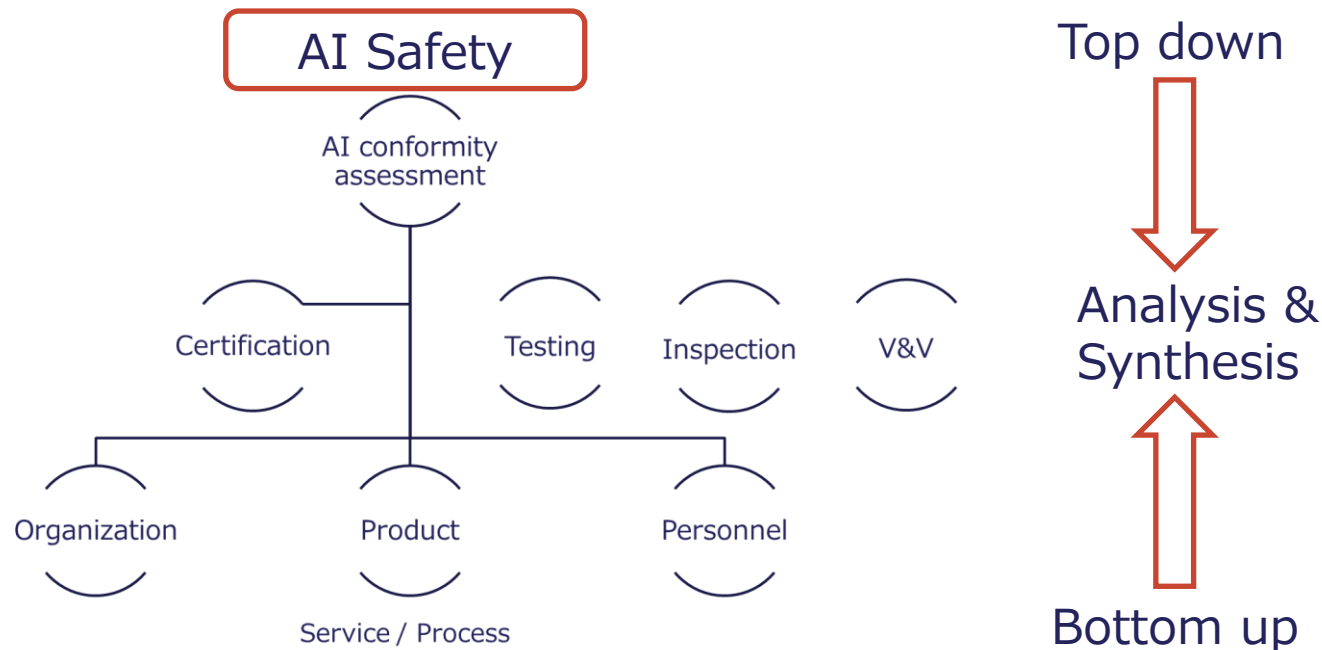 AI Safety
AI conformity
assessment
Certification
Testing
Inspection
V&V
Organization
Product
Personnel
Service / Process
Top down
Analysis &
Synthesis
Bottom up